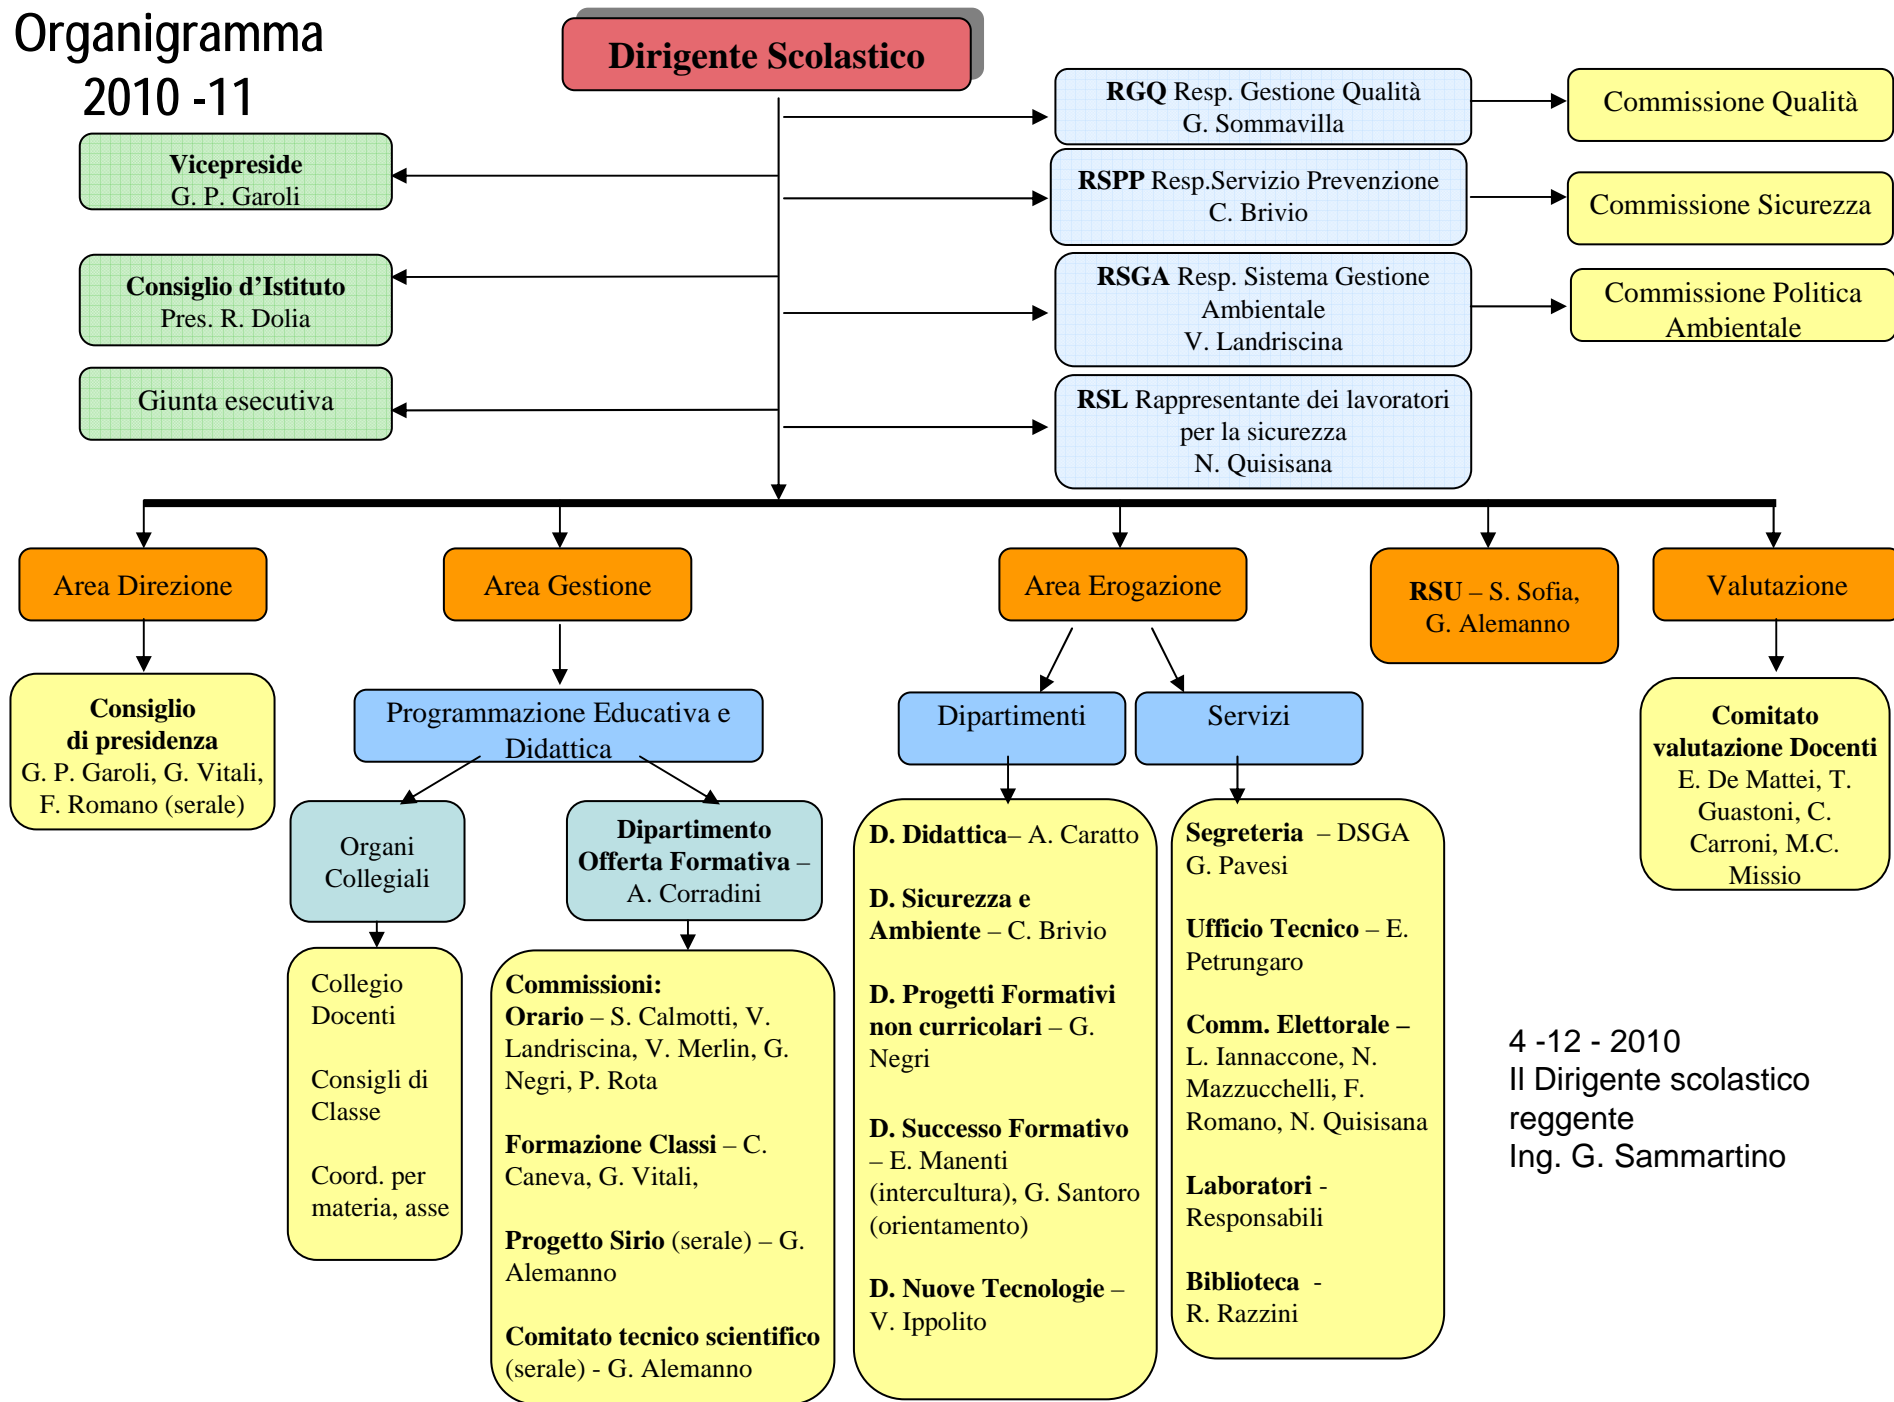 Organigramma
2010 -11
Dirigente Scolastico
RGQ Resp. Gestione Qualità
G. Sommavilla
Commissione Qualità
Vicepreside
G. P. Garoli
RSPP Resp.Servizio Prevenzione
C. Brivio
Commissione Sicurezza
Consiglio d’Istituto
Pres. R. Dolia
RSGA Resp. Sistema Gestione
Ambientale
V. Landriscina
Commissione Politica
Ambientale
Giunta esecutiva
RSL Rappresentante dei lavoratori
per la sicurezza
N. Quisisana
Area Direzione
Area Gestione
Area Erogazione
RSU – S. Sofia,
G. Alemanno
Valutazione
Consiglio
di presidenza
G. P. Garoli, G. Vitali,
F. Romano (serale)
Programmazione Educativa e
Didattica
Dipartimenti
Servizi
Comitato
valutazione Docenti
E. De Mattei, T.
Guastoni, C.
Carroni, M.C.
Missio
Organi
Collegiali
Dipartimento
Offerta Formativa –
A. Corradini
Collegio
Docenti
Consigli di
Classe
Coord. per
materia, asse
Commissioni:
Orario – S. Calmotti, V.
Landriscina, V. Merlin, G.
Negri, P. Rota
Formazione Classi – C.
Caneva, G. Vitali,
Progetto Sirio (serale) – G.
Alemanno
Comitato tecnico scientifico
(serale) - G. Alemanno
D. Didattica– A. Caratto
D. Sicurezza e
Ambiente – C. Brivio
D. Progetti Formativi
non curricolari – G.
Negri
D. Successo Formativo
– E. Manenti
(intercultura), G. Santoro
(orientamento)
D. Nuove Tecnologie –
V. Ippolito
Segreteria – DSGA
G. Pavesi
Ufficio Tecnico – E.
Petrungaro
Comm. Elettorale –
L. Iannaccone, N.
Mazzucchelli, F.
Romano, N. Quisisana
Laboratori -
Responsabili
Biblioteca -
R. Razzini
4 -12 - 2010
Il Dirigente scolastico
reggente
Ing. G. Sammartino